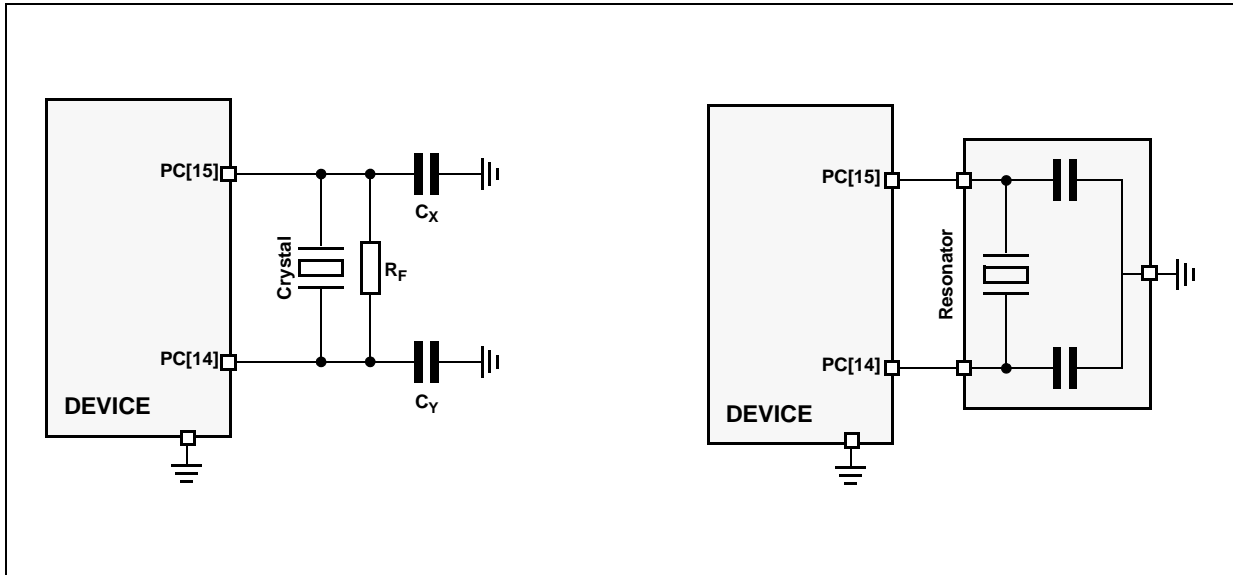 PC[15]
Crystal
R_F
C_X
PC[14]
C_Y
DEVICE
PC[15]
Resonator
PC[14]
DEVICE